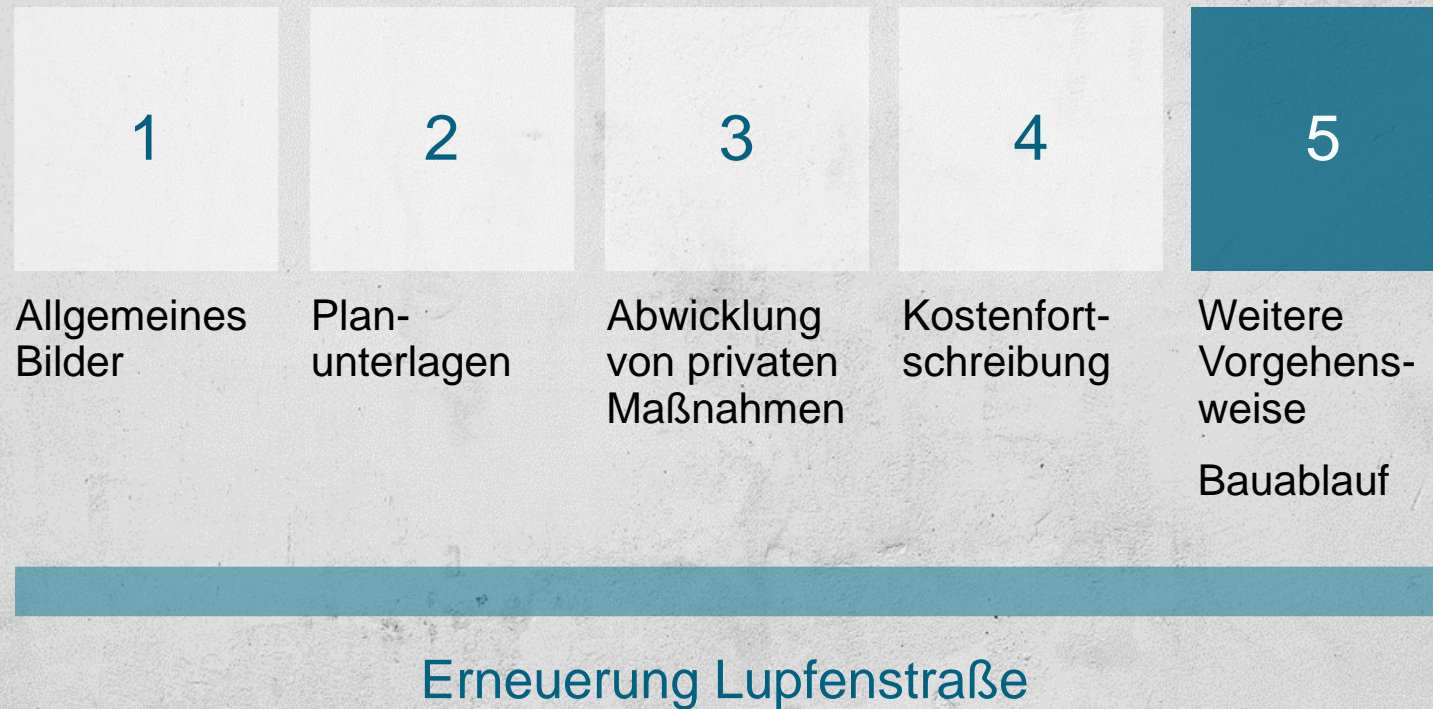 1
Allgemeines
Bilder
2
Plan-
unterlagen
3
Abwicklung
von privaten
Maßnahmen
4
Kostenfort-
schreibung
5
Weitere
Vorgehens-
weise
Bauablauf
Erneuerung Lupfenstraße